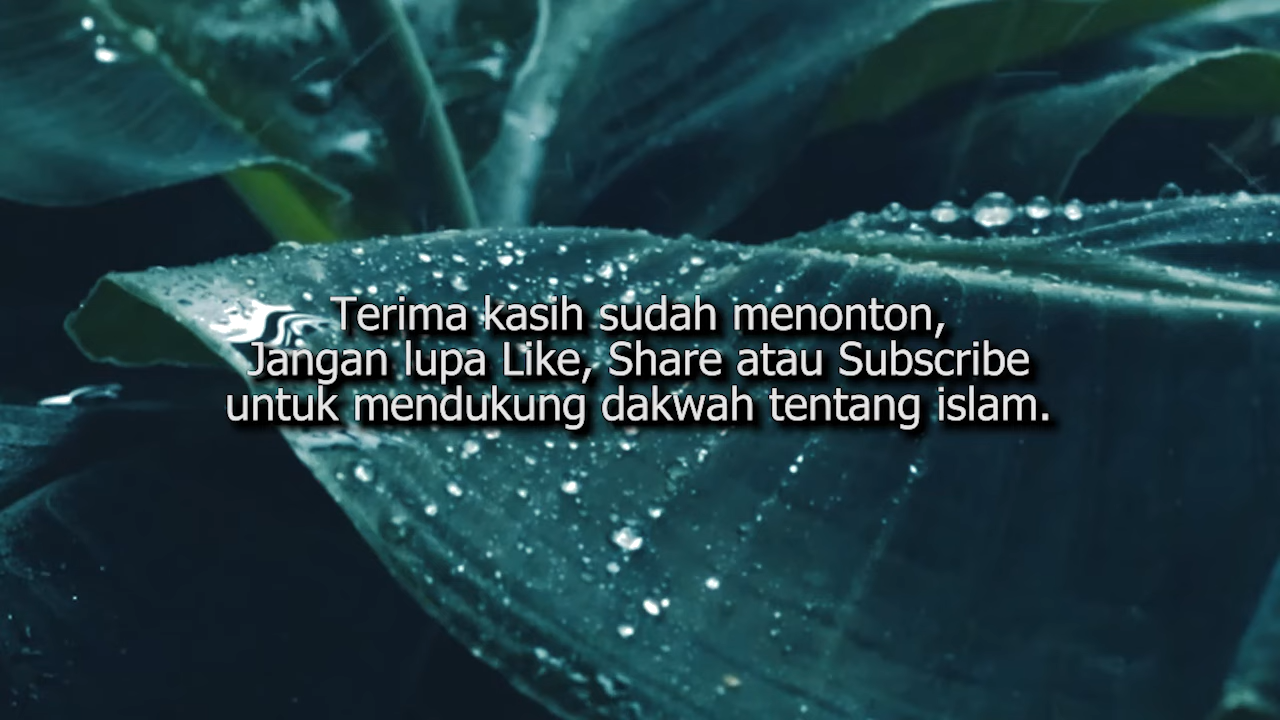 Terima kasih sudah menonton,
Jangan lupa Like, Share atau Subscribe
untuk mendukung dakwah tentang islam.